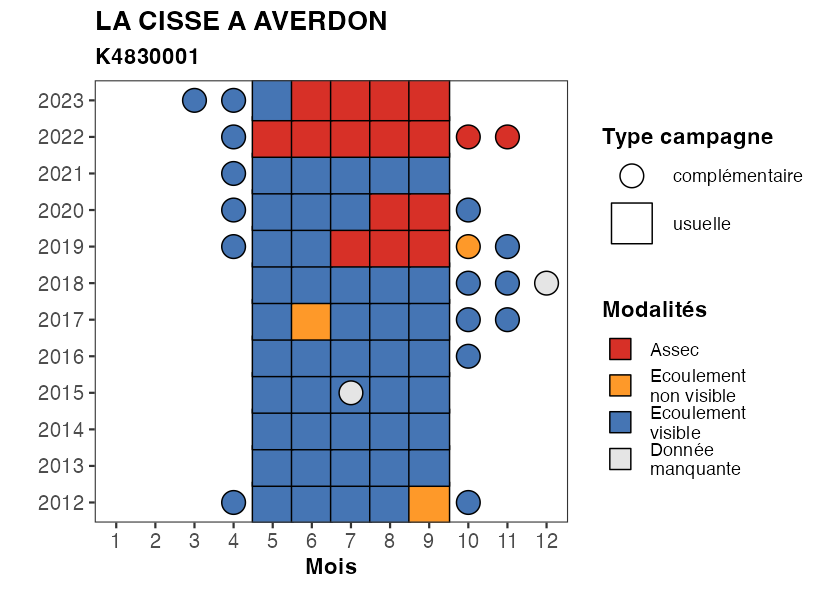 LA CISSE A AVERDON
K4830001
2023
2022
2021
2020
2019
2018
2017
2016
2015
2014
2013
2012
1 2 3 4 5 6 7 8 9 10 11 12
Mois
Type campagne
complémentaire
usuelle
Modalités
Assec
Ecoulement
non visible
Ecoulement
visible
Donnée
manquante